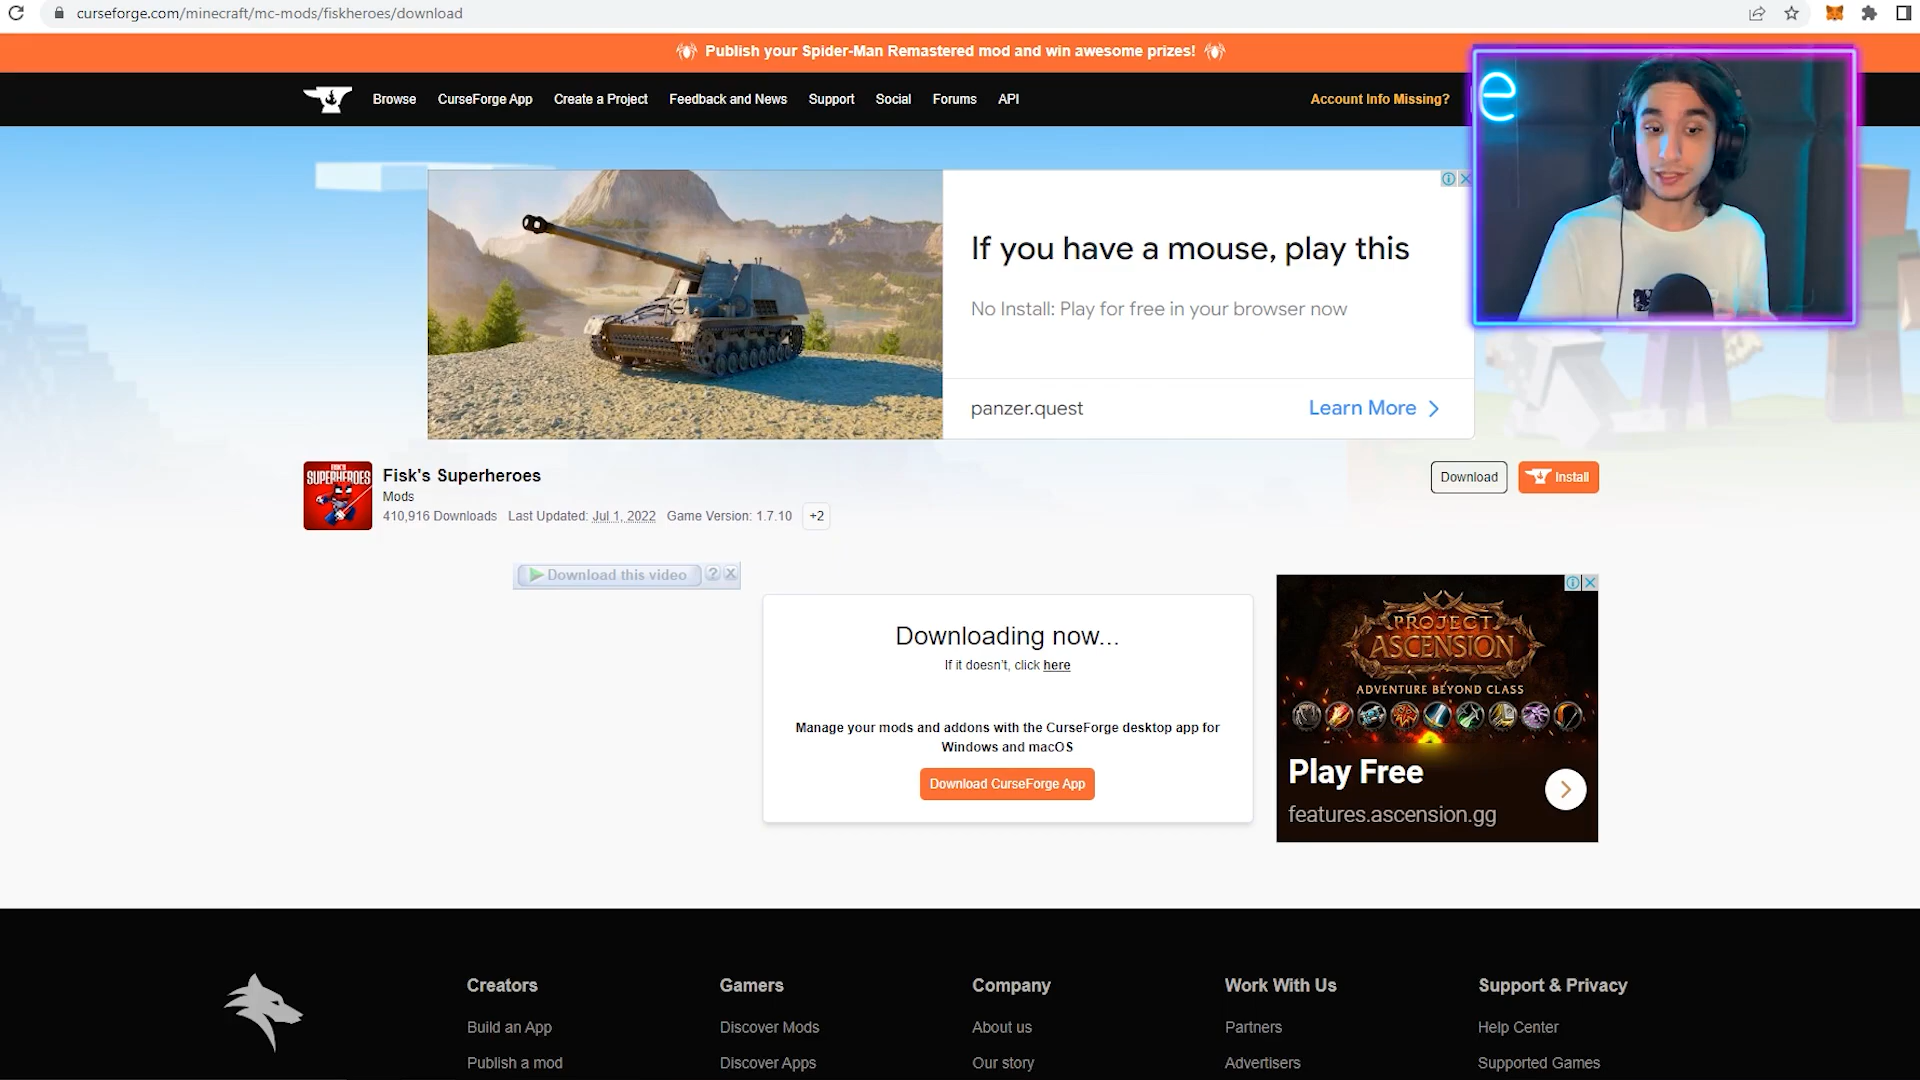 curseforge.com/minecraft/mc-mods/fiskheroes/download
Publish your Spider-Man Remastered mod and win awesome prizes!
Browse
CurseForge App
Create a Project
Feedback and News
Support
Social
Forums
API
Account Info Missing?
e
If you have a mouse, play this
No Install: Play for free in your browser now
panzer.quest
Learn More
FISK'S
SUPERHEROES
Fisk's Superheroes
Mods
410,916 Downloads Last Updated: Jul 1, 2022 Game Version: 1.7.10 +2
Download
Install
Download this video ?
Downloading now...
If it doesn't, click here
Manage your mods and addons with the CurseForge desktop app for
Windows and macOS
Download CurseForge App
PROJECT
ASCENSION
ADVENTURE BEYOND CLASS
Play Free
features.ascension.gg
Creators
Build an App
Publish a mod
Gamers
Discover Mods
Discover Apps
Company
About us
Our story
Work With Us
Partners
Advertisers
Support & Privacy
Help Center
Supported Games